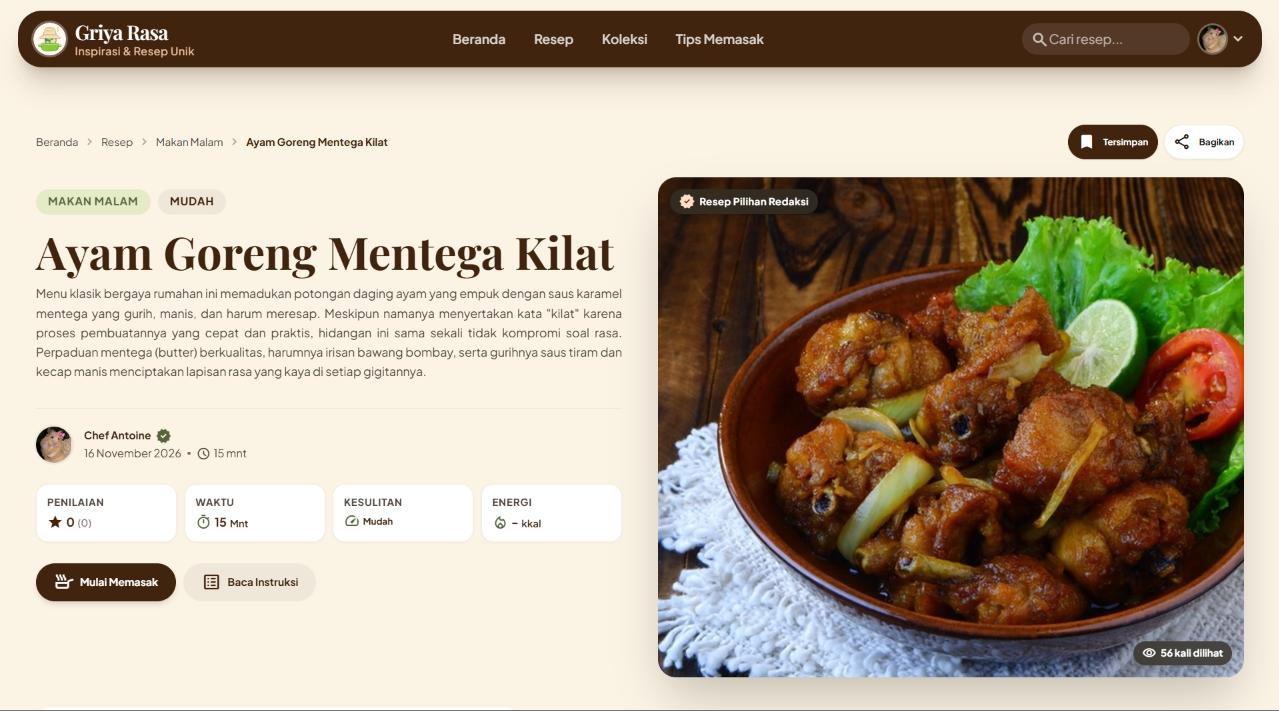 Griya Rasa
Inspirasi & Resep Unik
Beranda
Resep
Koleksi
Tips Memasak
Cari resep...
Beranda > Resep > Makan Malam > Ayam Goreng Mentega Kilat
Tersimpan
Bagikan
MAKAN MALAM
MUDAH
Ayam Goreng Mentega Kilat
Menu klasik bergaya rumahan ini memadukan potongan daging ayam yang empuk dengan saus karamel
mentega yang gurih, manis, dan harum meresap. Meskipun namanya menyertakan kata "kilat" karena
proses pembuatannya yang cepat dan praktis, hidangan ini sama sekali tidak kompromi soal rasa.
Perpaduan mentega (butter) berkualitas, harumnya irisan bawang bombay, serta gurihnya saus tiram dan
kecap manis menciptakan lapisan rasa yang kaya di setiap gigitannya.
Chef Antoine
16 November 2026 • 15 mnt
PENILAIAN
0 (0)
WAKTU
15 Mnt
KESULITAN
Mudah
ENERGI
- kkal
Mulai Memasak
Baca Instruksi
Resep Pilihan Redaksi
56 kali dilihat